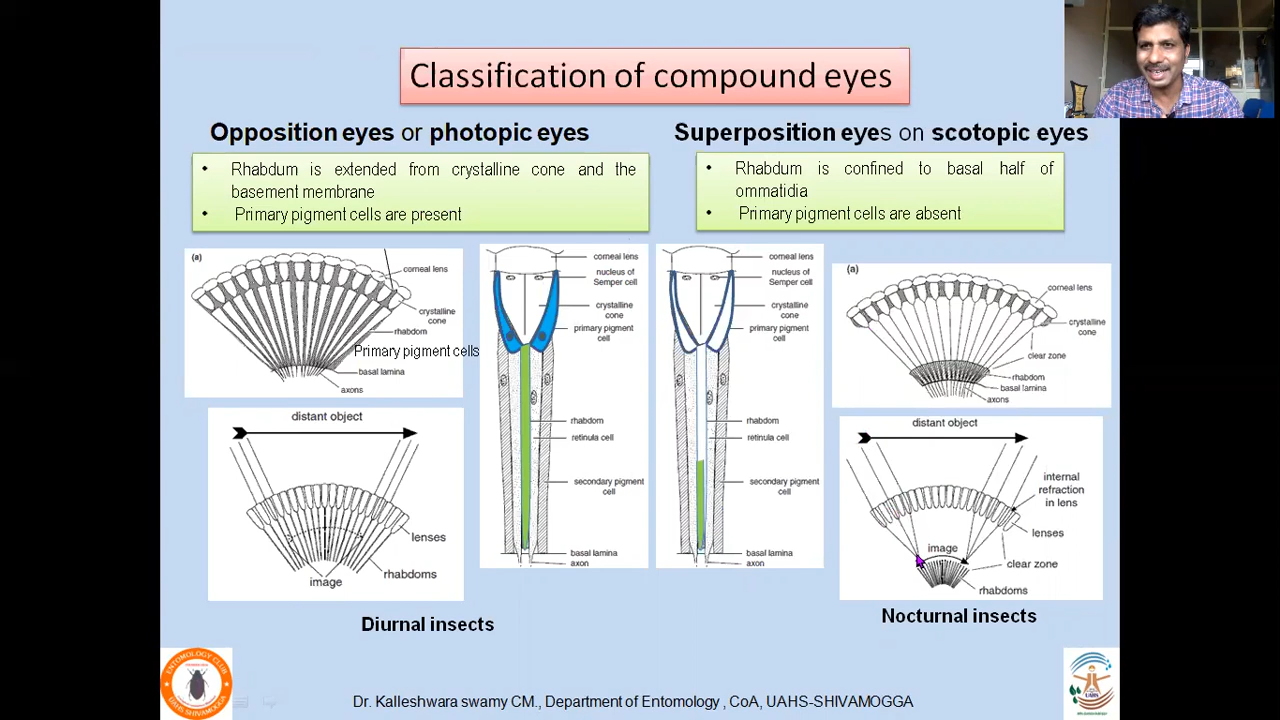 Classification of compound eyes
Opposition eyes or photopic eyes
• Rhabdum is extended from crystalline cone and the
basement membrane
• Primary pigment cells are present
Superposition eyes on scotopic eyes
• Rhabdum is confined to basal half of
ommatidia
• Primary pigment cells are absent
(a)
corneal lens
crystalline
cone
rhabdom
Primary pigment cells
basal lamina
axons
distant object
lenses
rhabdoms
image
Diurnal insects
corneal lens
nucleus of
Semper cell
crystalline
cone
primary pigment
cell
rhabdom
retinula cell
secondary pigment
cell
basal lamina
axon
corneal lens
nucleus of
Semper cell
crystalline
cone
primary pigment
cell
rhabdom
retinula cell
secondary pigment
cell
basal lamina
axon
(a)
corneal lens
crystalline
cone
clear zone
rhabdom
basal lamina
axons
distant object
internal
refraction
in lens
lenses
image
clear zone
rhabdoms
Nocturnal insects
ENTOMOLOGY CLUB
UAHS SHIVAMOGGA
Dr. Kalleshwara swamy CM., Department of Entomology , CoA, UAHS-SHIVAMOGGA
UAHS